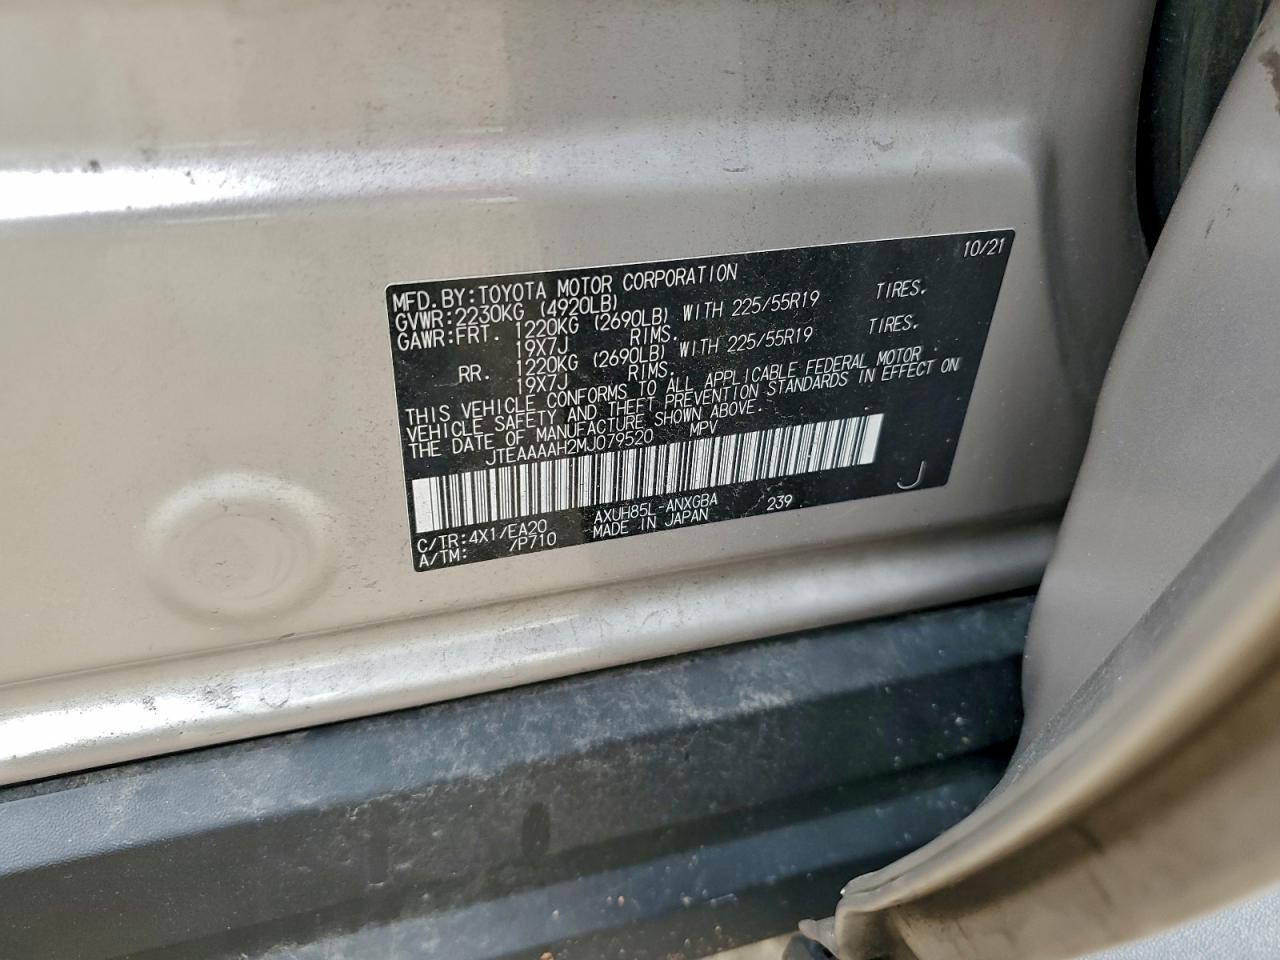 10/21
MFD.BY:TOYOTA MOTOR CORPORATION
GVWR:2230KG (4920LB)
GAWR:FRT. 1220KG (2690LB) WITH 225/55R19 TIRES.
19X7J RIMS.
RR. 1220KG (2690LB) WITH 225/55R19 TIRES.
19X7J RIMS.
THIS VEHICLE CONFORMS TO ALL APPLICABLE FEDERAL MOTOR
VEHICLE SAFETY AND THEFT PREVENTION STANDARDS IN EFFECT ON
THE DATE OF MANUFACTURE SHOWN ABOVE.
JTEAAAAH2MJ079520 MPV
J
C/TR:4X1/EA20 AXUH85L-ANXGBA 239
A/TM: /P710 MADE IN JAPAN